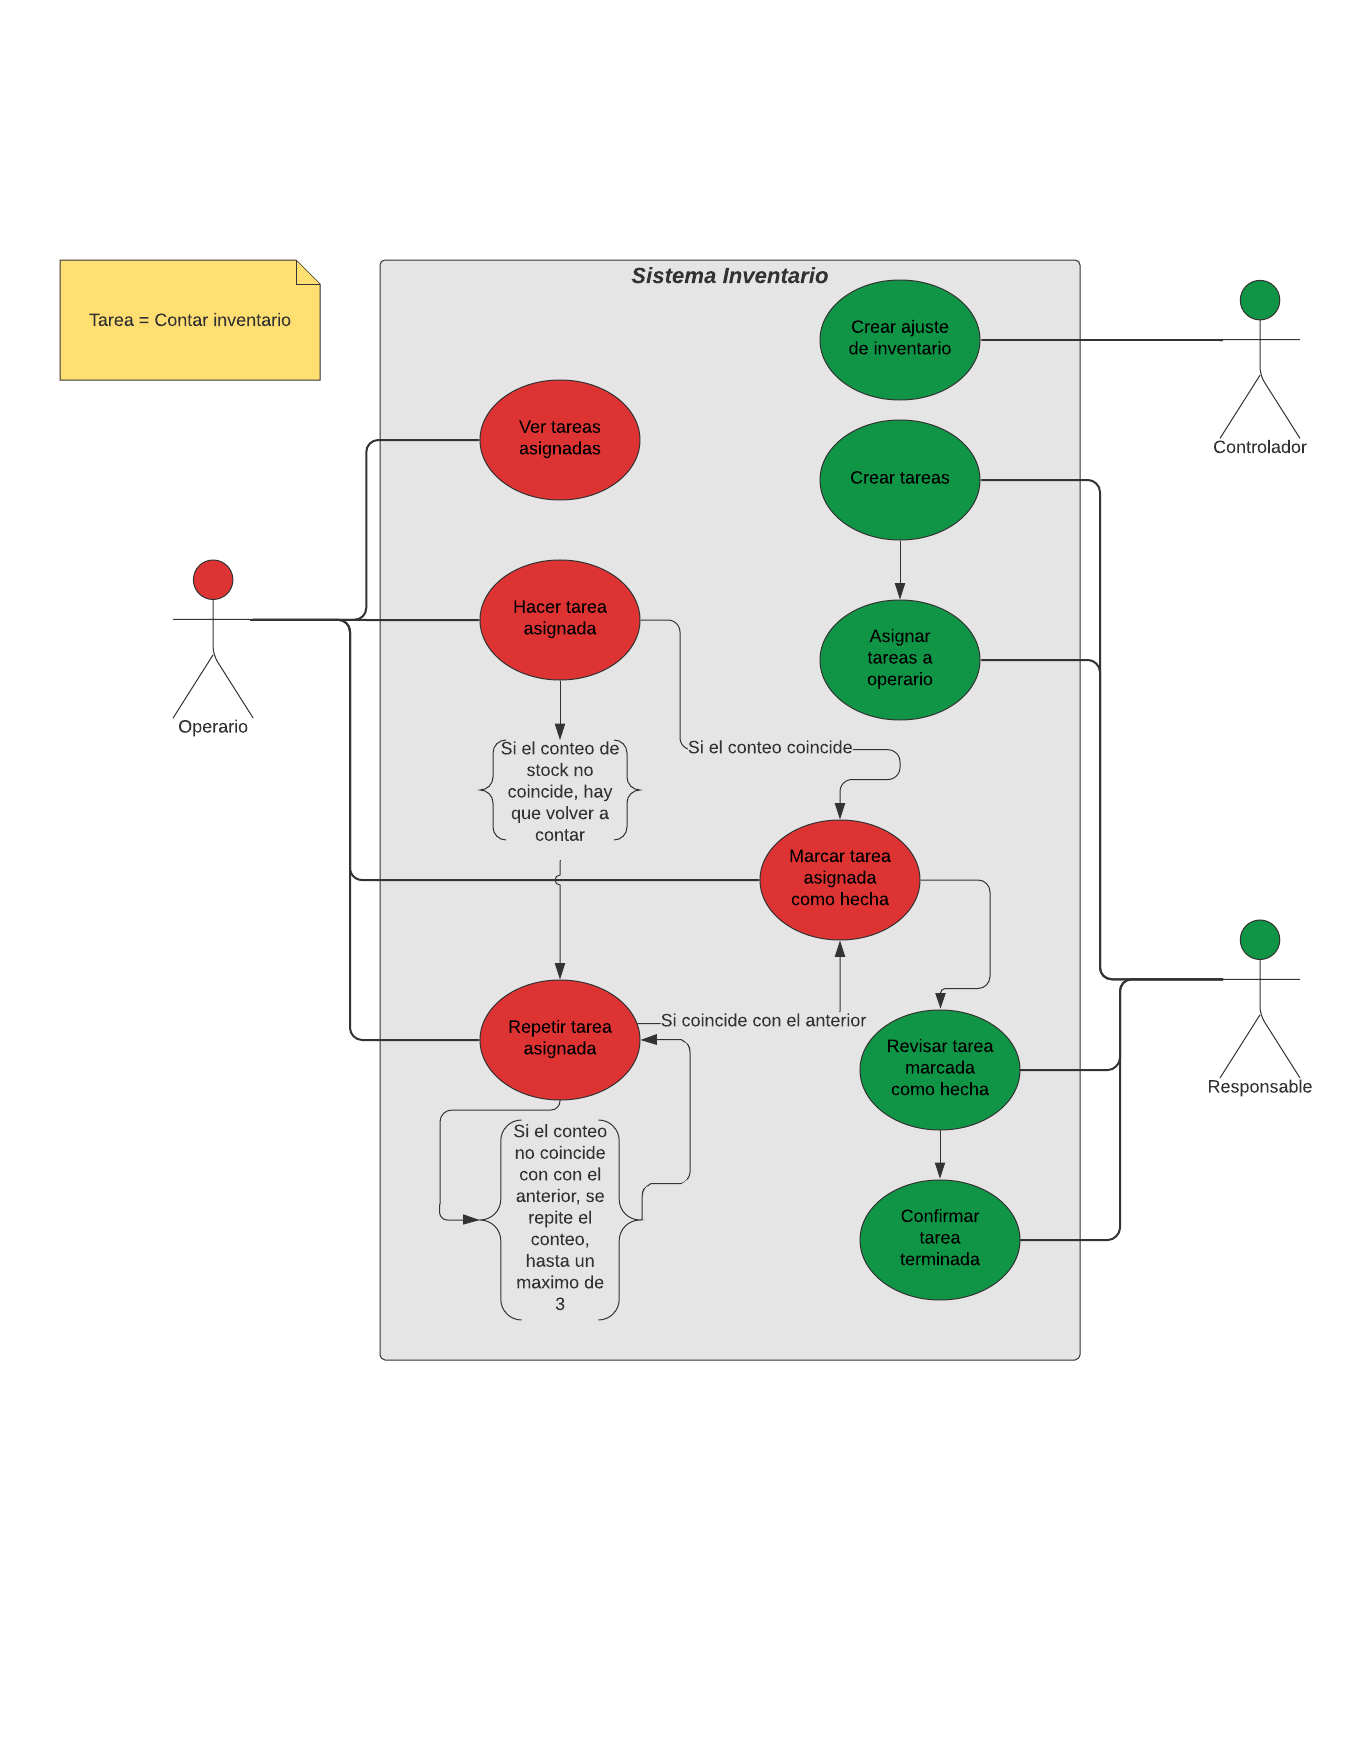 Sistema Inventario
Tarea = Contar inventario
Crear ajuste
de inventario
Controlador
Ver tareas
asignadas
Crear tareas
Operario
Hacer tarea
asignada
Asignar
tareas a
operario
Si el conteo de
stock no
coincide, hay
que volver a
contar
Si el conteo coincide
Marcar tarea
asignada
como hecha
Repetir tarea
asignada
Si coincide con el anterior
Revisar tarea
marcada
como hecha
Responsable
Si el conteo
no coincide
con con el
anterior, se
repite el
conteo,
hasta un
maximo de
3
Confirmar
tarea
terminada